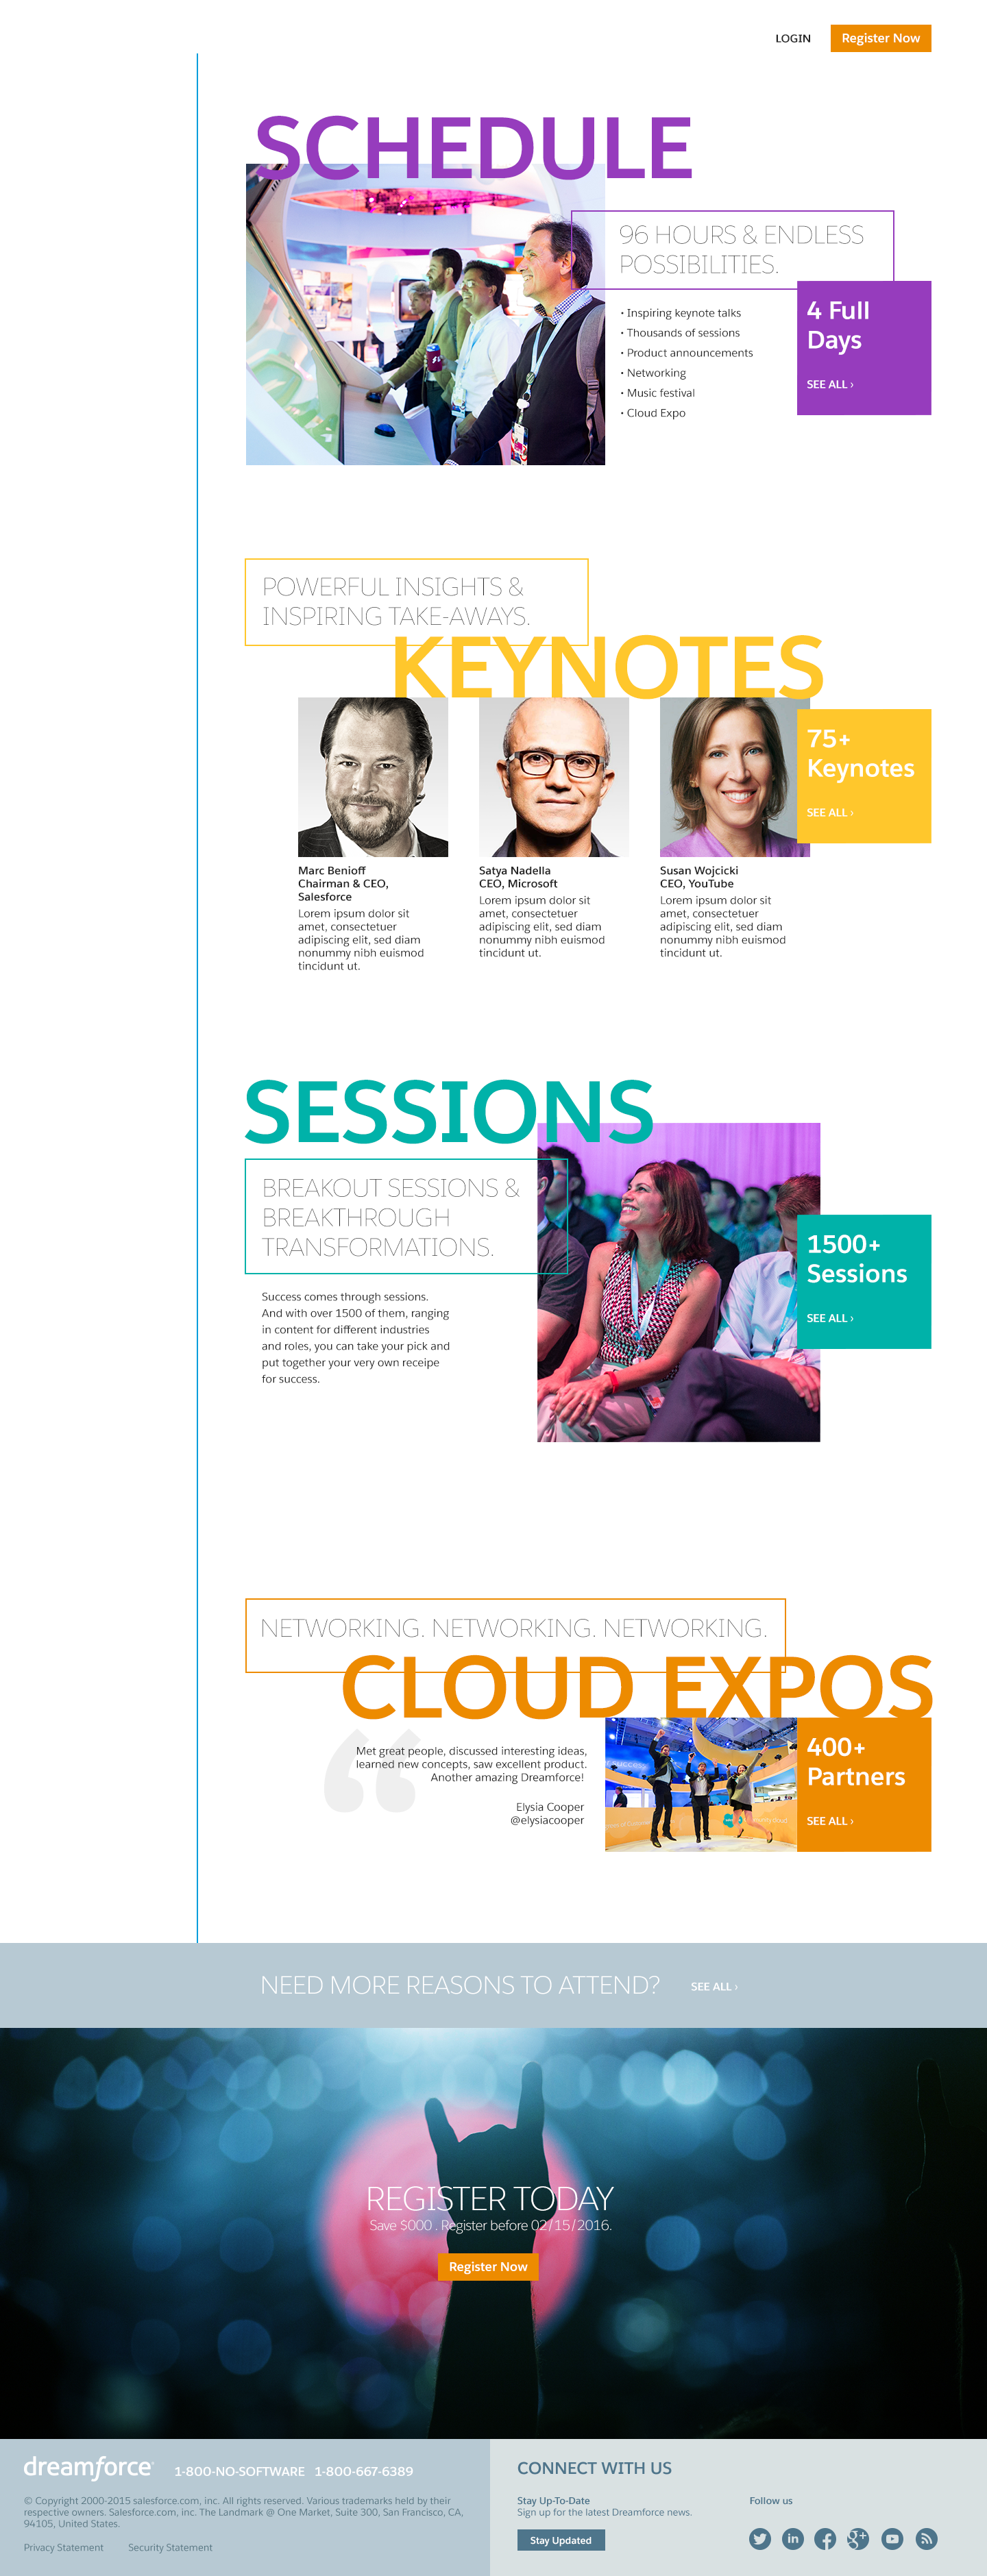 LOGIN
Register Now
SCHEDULE
96 HOURS & ENDLESS
POSSIBILITIES.
• Inspiring keynote talks
• Thousands of sessions
• Product announcements
• Networking
• Music festival
• Cloud Expo
4 Full
Days
SEE ALL ›
POWERFUL INSIGHTS &
INSPIRING TAKE-AWAYS.
KEYNOTES
75+
Keynotes
SEE ALL ›
Marc Benioff
Chairman & CEO,
Salesforce
Lorem ipsum dolor sit
amet, consectetuer
adipiscing elit, sed diam
nonummy nibh euismod
tincidunt ut.
Satya Nadella
CEO, Microsoft
Lorem ipsum dolor sit
amet, consectetuer
adipiscing elit, sed diam
nonummy nibh euismod
tincidunt ut.
Susan Wojcicki
CEO, YouTube
Lorem ipsum dolor sit
amet, consectetuer
adipiscing elit, sed diam
nonummy nibh euismod
tincidunt ut.
SESSIONS
BREAKOUT SESSIONS &
BREAKTHROUGH
TRANSFORMATIONS.
Success comes through sessions.
And with over 1500 of them, ranging
in content for different industries
and roles, you can take your pick and
put together your very own receipe
for success.
1500+
Sessions
SEE ALL ›
NETWORKING. NETWORKING. NETWORKING.
CLOUD EXPOS
“
Met great people, discussed interesting ideas,
learned new concepts, saw excellent product.
Another amazing Dreamforce!
Elysia Cooper
@elysiacooper
400+
Partners
SEE ALL ›
NEED MORE REASONS TO ATTEND?
SEE ALL ›
REGISTER TODAY
Save $000 . Register before 02/15/2016.
Register Now
dreamforce
1-800-NO-SOFTWARE 1-800-667-6389
© Copyright 2000-2015 salesforce.com, inc. All rights reserved. Various trademarks held by their
respective owners. Salesforce.com, inc. The Landmark @ One Market, Suite 300, San Francisco, CA,
94105, United States.
Privacy Statement Security Statement
CONNECT WITH US
Stay Up-To-Date
Sign up for the latest Dreamforce news.
Stay Updated
Follow us
in
f
g+